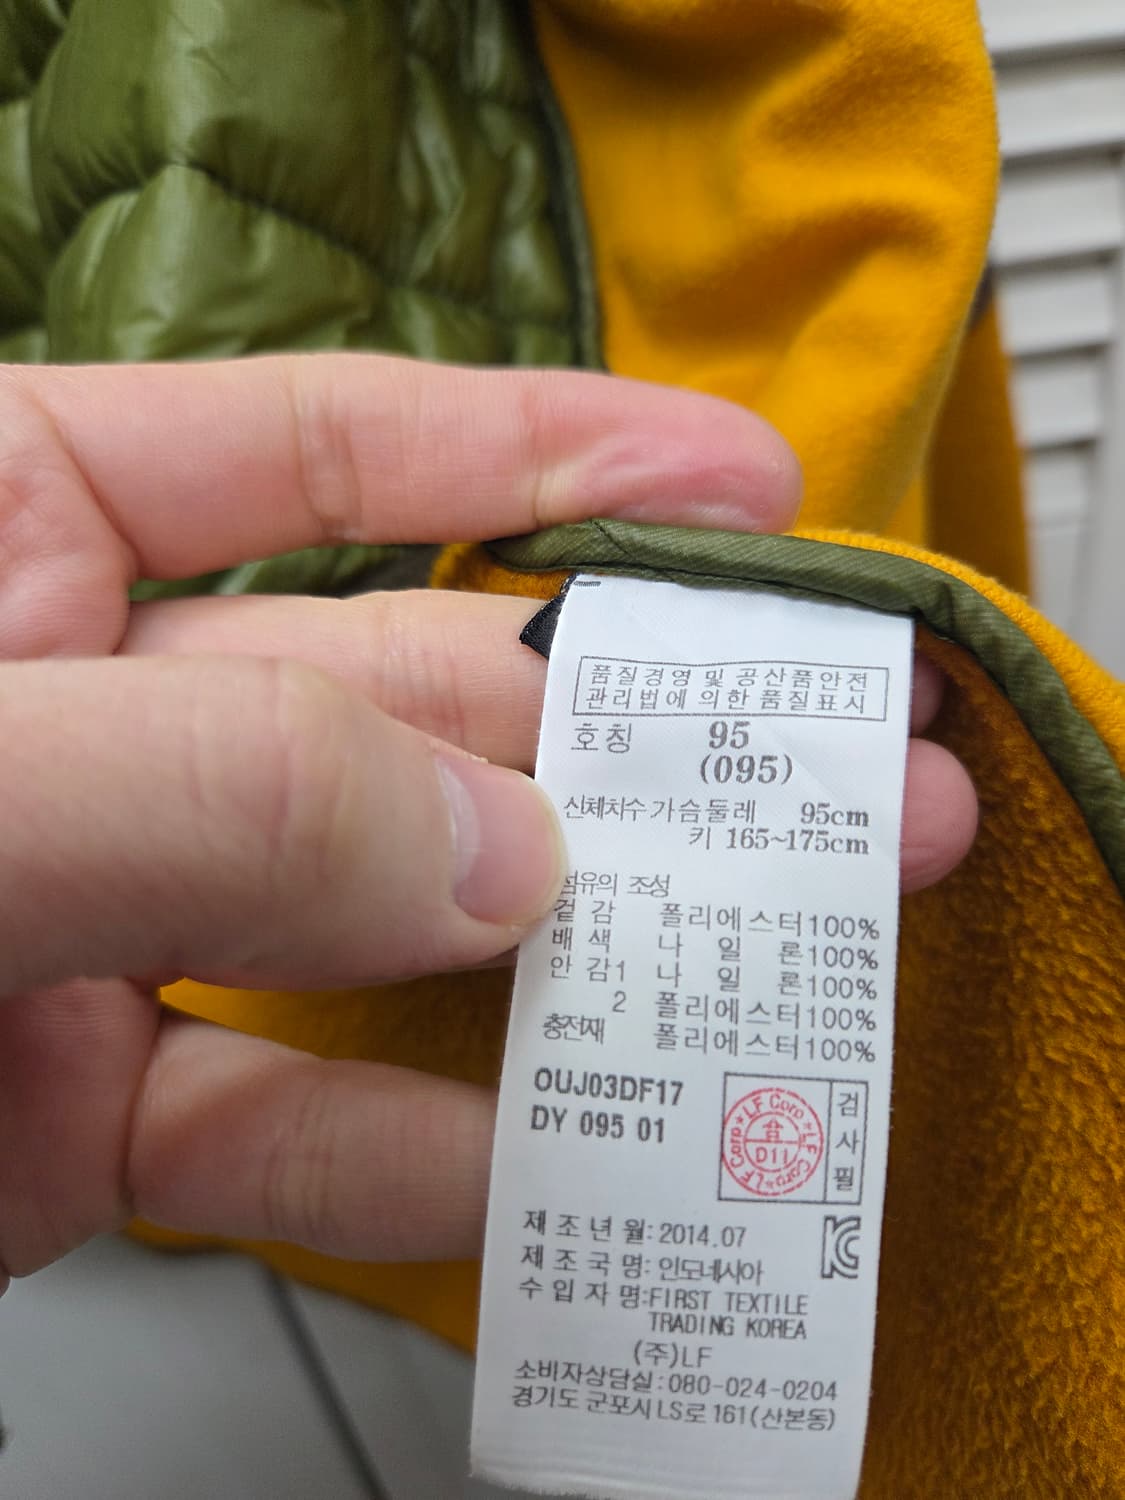 품질경영 및 공산품안전
관리법에 의한 품질표시
호칭 95
(095)
신체치수 가슴둘레 95cm
키 165~175cm
섬유의 조성
겉 감 폴리에스터100%
배 색 나 일 론100%
안 감1 나 일 론100%
2 폴리에스터100%
충전재 폴리에스터100%
OUJ03DF17
DY 095 01
LF Corp ★ LF Corp ★ LF Corp ★
合
D11
검사필
제조년월: 2014.07
제조국명: 인도네시아
수입자명:FIRST TEXTILE
TRADING KOREA
(주)LF
소비자상담실:080-024-0204
경기도 군포시 LS로 161(산본동)